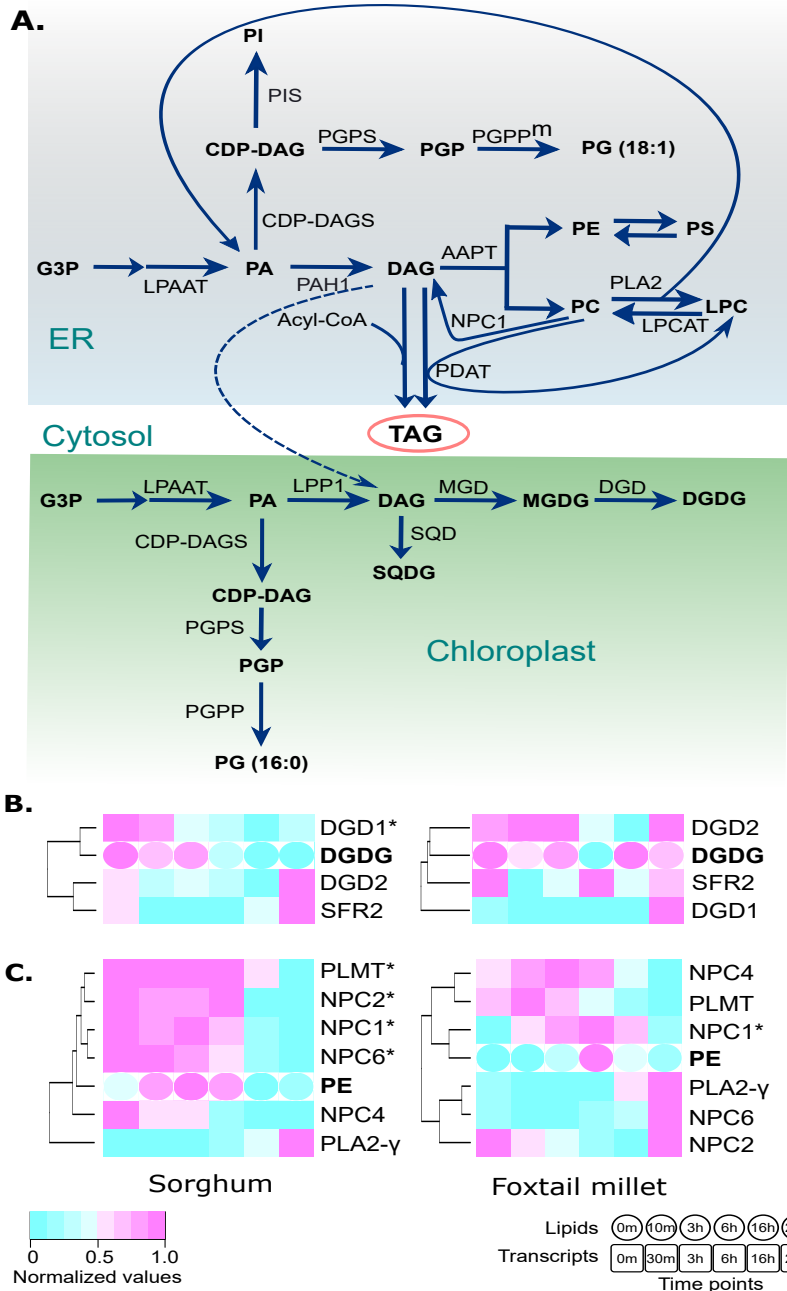 A.
PI
PIS
CDP-DAG PGPS PGP PGPPm PG (18:1)
CDP-DAGS
AAPT PE PS
G3P LPAAT PA PAH1 DAG
PLA2
PC LPC
LPCAT
NPC1
Acyl-CoA
PDAT
ER
Cytosol
TAG
G3P LPAAT PA LPP1 DAG MGD MGDG DGD DGDG
CDP-DAGS
SQD
SQDG
CDP-DAG
PGPS
Chloroplast
PGP
PGPP
PG (16:0)
B.
DGD1* DGD2
DGDG DGDG
DGD2 SFR2
SFR2 DGD1
C.
PLMT* NPC4
NPC2* PLMT
NPC1* NPC1*
NPC6* PE
PE PLA2-γ
NPC4 NPC6
PLA2-γ NPC2
Sorghum Foxtail millet
0 0.5 1.0
Normalized values
Lipids 0m 10m 3h 6h 16h
Transcripts 0m 30m 3h 6h 16h
Time points